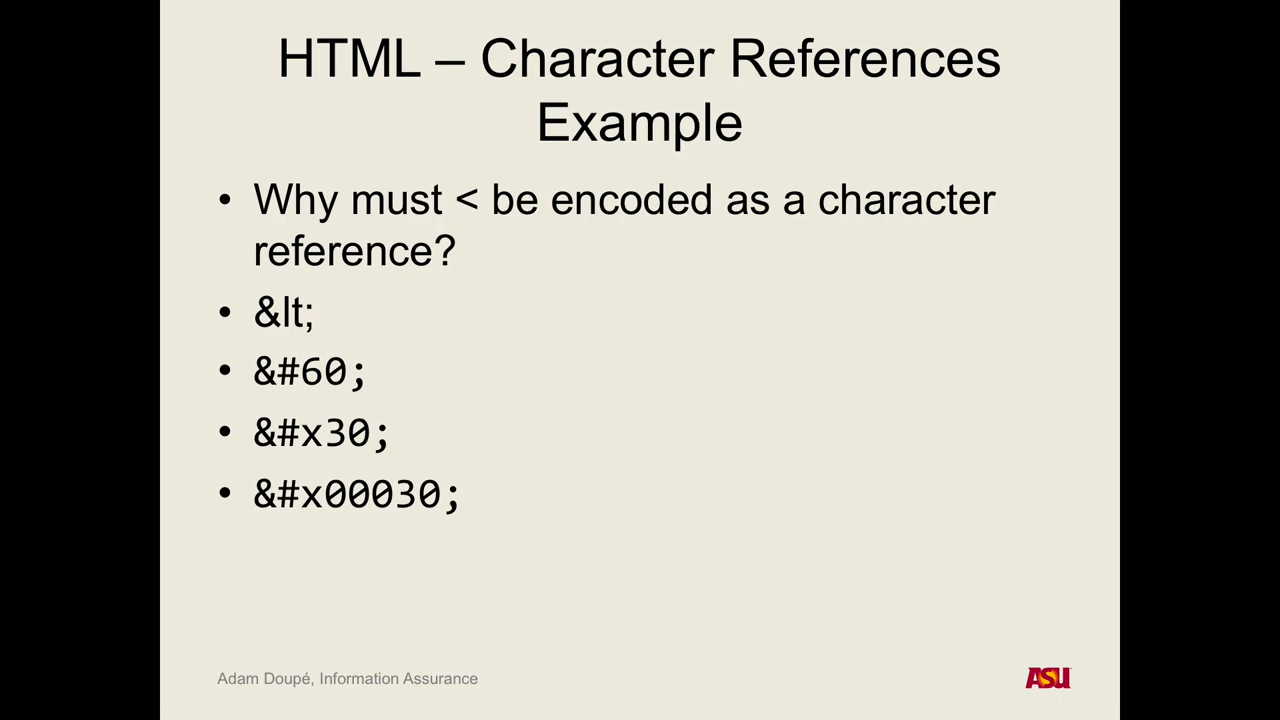 HTML – Character References
Example
• Why must < be encoded as a character
reference?
• &lt;
• &#60;
• &#x30;
• &#x00030;
Adam Doupé, Information Assurance
ASU